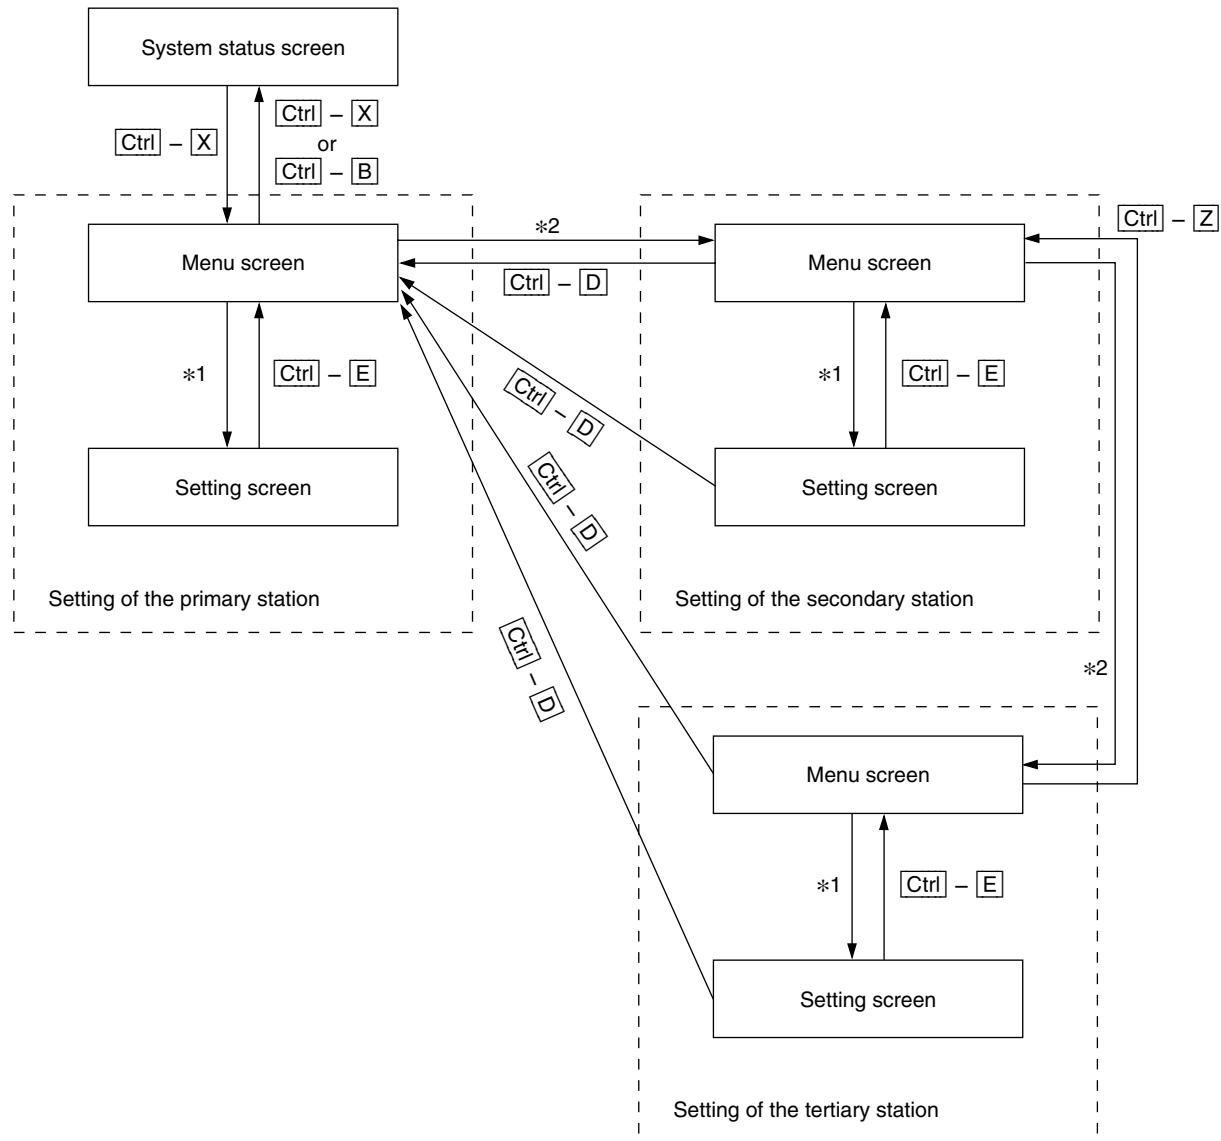 System status screen
Ctrl – X
Ctrl – X
or
Ctrl – B
Ctrl – Z
Menu screen
*2
Ctrl – D
Menu screen
*1
Ctrl – E
*1
Ctrl – E
Ctrl – D
Setting screen
Setting screen
Ctrl – D
Setting of the primary station
Setting of the secondary station
Ctrl – D
*2
Menu screen
*1
Ctrl – E
Setting screen
Setting of the tertiary station